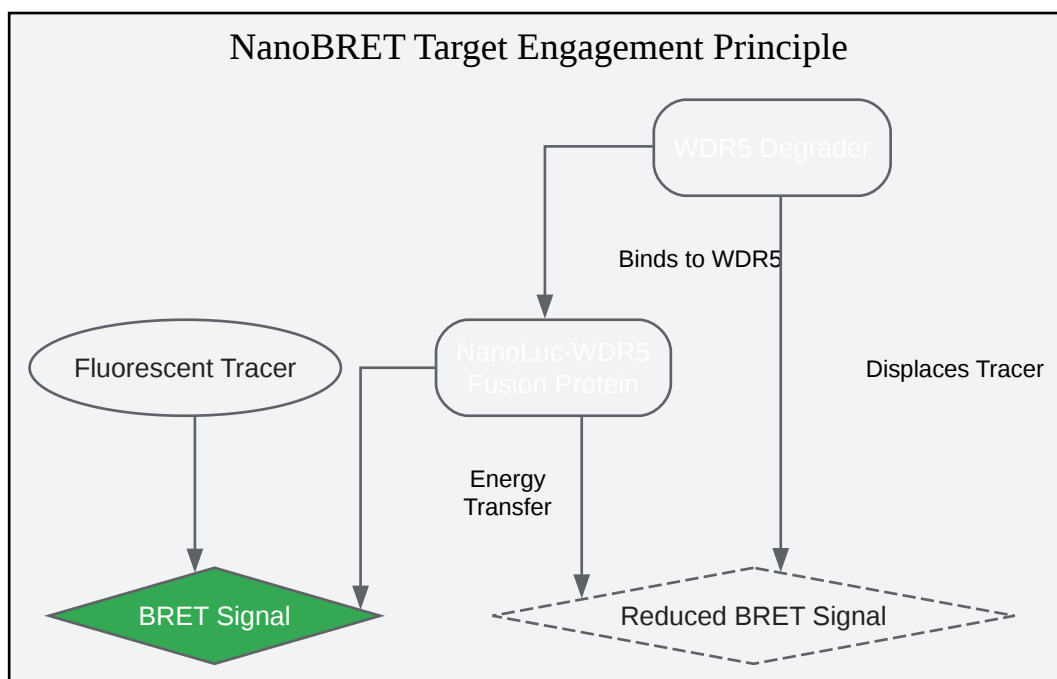 NanoBRET Target Engagement Principle
WDR5 Degrader
Binds to WDR5
Fluorescent Tracer
NanoLuc-WDR5
Fusion Protein
Displaces Tracer
Energy
Transfer
BRET Signal
Reduced BRET Signal